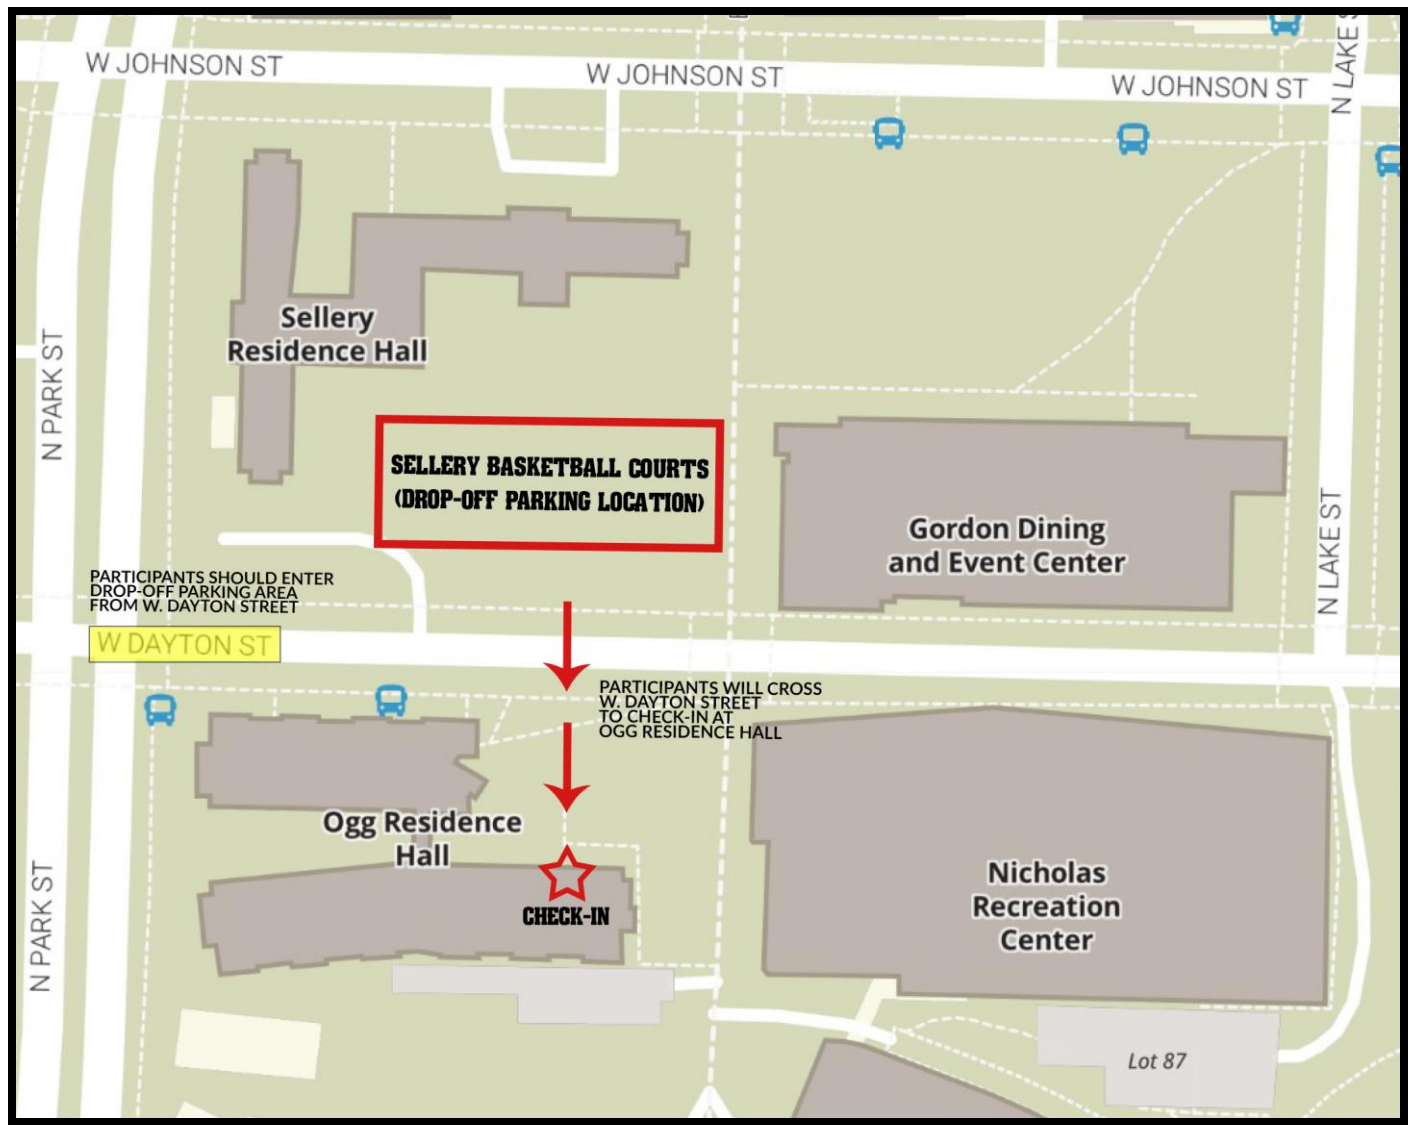 W JOHNSON ST
W JOHNSON ST
W JOHNSON ST
N LAKE S
Sellery
Residence Hall
N PARK ST
SELLERY BASKETBALL COURTS
(DROP-OFF PARKING LOCATION)
Gordon Dining
and Event Center
N LAKE ST
PARTICIPANTS SHOULD ENTER
DROP-OFF PARKING AREA
FROM W. DAYTON STREET
W DAYTON ST
PARTICIPANTS WILL CROSS
W. DAYTON STREET
TO CHECK-IN AT
OGG RESIDENCE HALL
Ogg Residence
Hall
CHECK-IN
Nicholas
Recreation
Center
N PARK ST
Lot 87